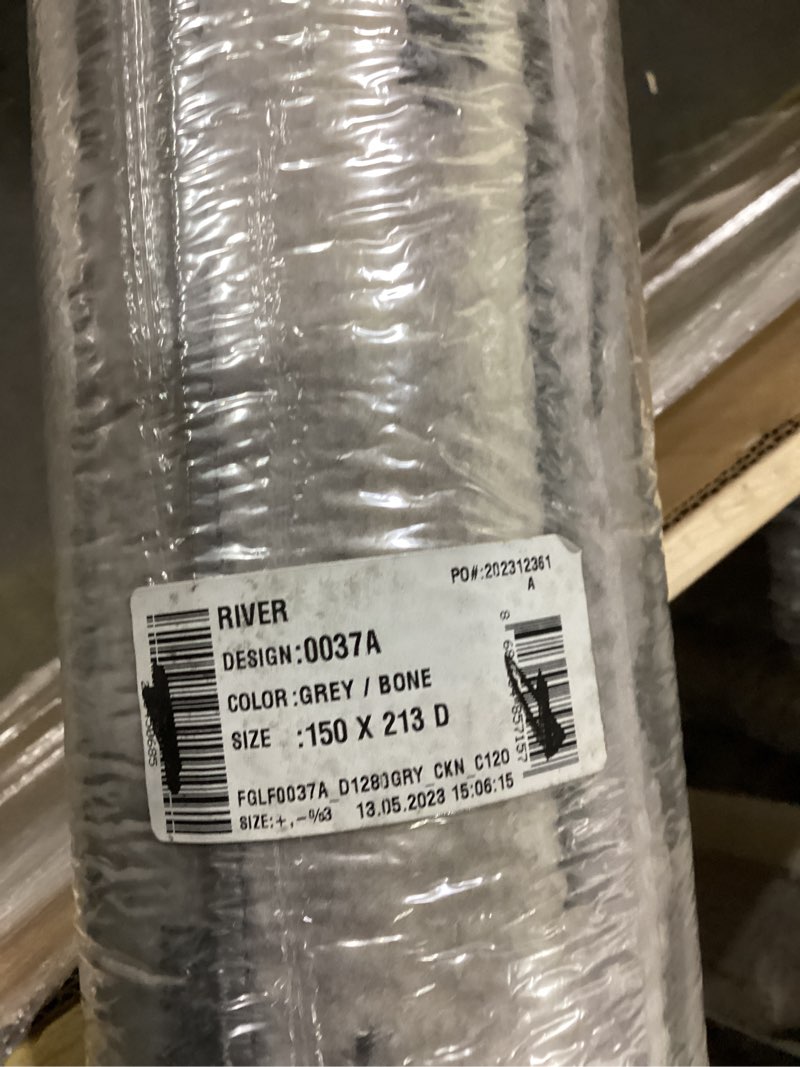 PO#:202312361
A
RIVER
DESIGN:0037A
COLOR:GREY / BONE
SIZE :150 X 213 D
FGLF0037A_D1280GRY_CKN_C120
SIZE:+,-%3 13.05.2023 15:06:15